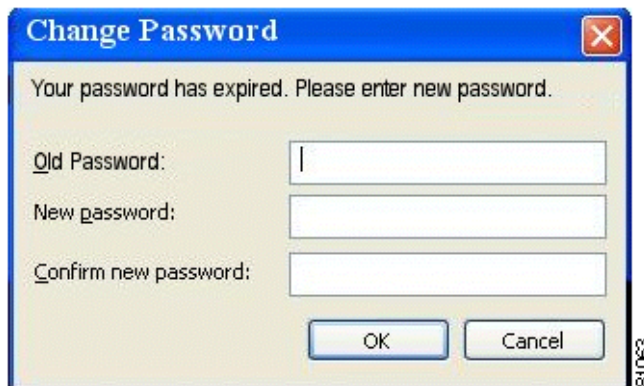 Change Password
Your password has expired. Please enter new password.
Old Password:
New password:
Confirm new password:
OK
Cancel